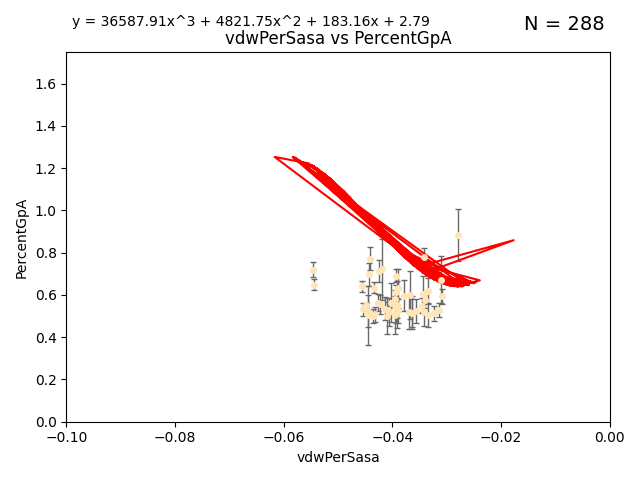 y = 36587.91x^3 + 4821.75x^2 + 183.16x + 2.79
N = 288
vdwPerSasa vs PercentGpA
PercentGpA
1.6
1.4
1.2
1.0
0.8
0.6
0.4
0.2
0.0
−0.10 −0.08 −0.06 −0.04 −0.02 0.00
vdwPerSasa